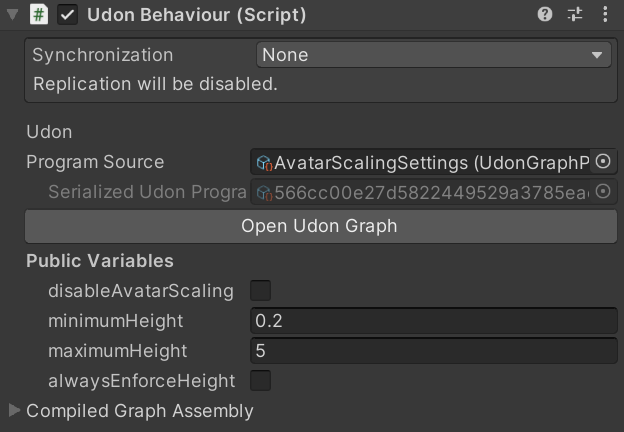 Udon Behaviour (Script)
Synchronization None
Replication will be disabled.
Udon
Program Source AvatarScalingSettings (UdonGraphP
Serialized Udon Progra 566cc00e27d5822449529a3785ea
Open Udon Graph
Public Variables
disableAvatarScaling
minimumHeight 0.2
maximumHeight 5
alwaysEnforceHeight
Compiled Graph Assembly